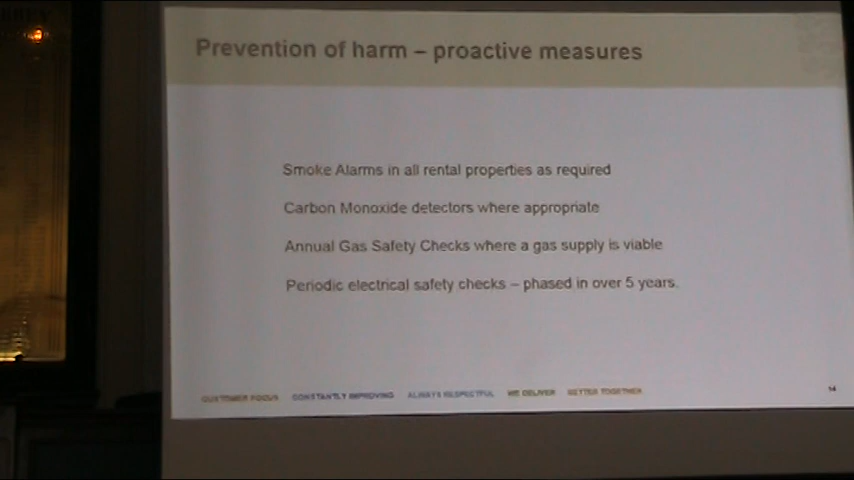 Prevention of harm – proactive measures
Smoke Alarms in all rental properties as required
Carbon Monoxide detectors where appropriate
Annual Gas Safety Checks where a gas supply is viable
Periodic electrical safety checks – phased in over 5 years.
CUSTOMER FOCUS CONSTANTLY IMPROVING ALWAYS RESPECTFUL WE DELIVER BETTER TOGETHER
14